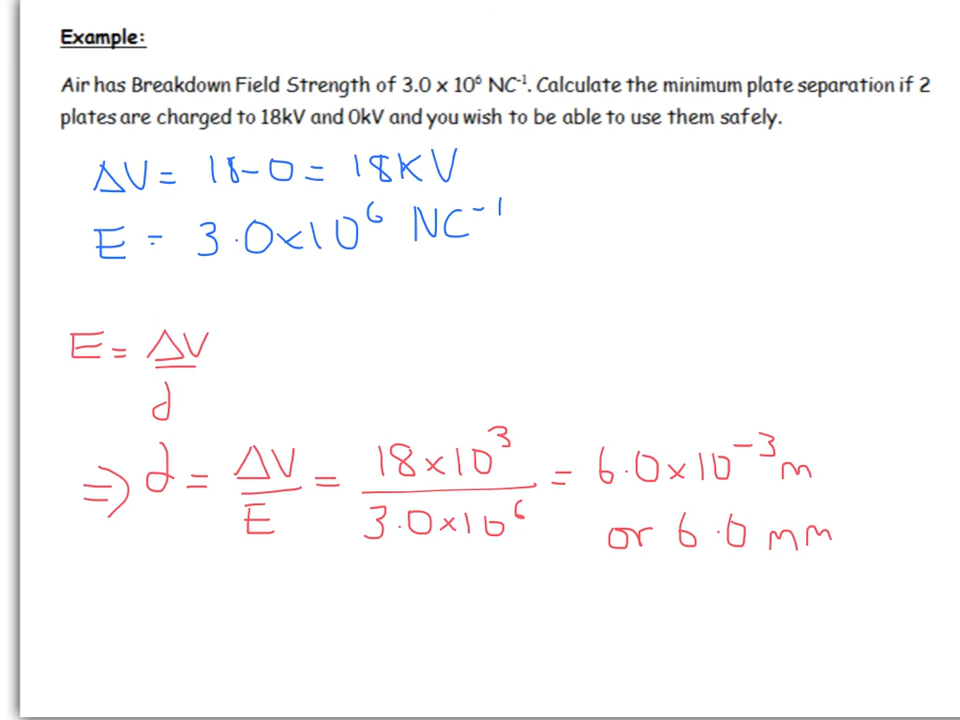 Example:
Air has Breakdown Field Strength of 3.0 x 10⁶ NC⁻¹. Calculate the minimum plate separation if 2
plates are charged to 18kV and 0kV and you wish to be able to use them safely.
ΔV = 18-0 = 18KV
E = 3.0×10⁶ NC⁻¹
E = ΔV
d
⇒ d = ΔV/E = 18×10³/3.0×10⁶ = 6.0×10⁻³m
or 6.0 mm